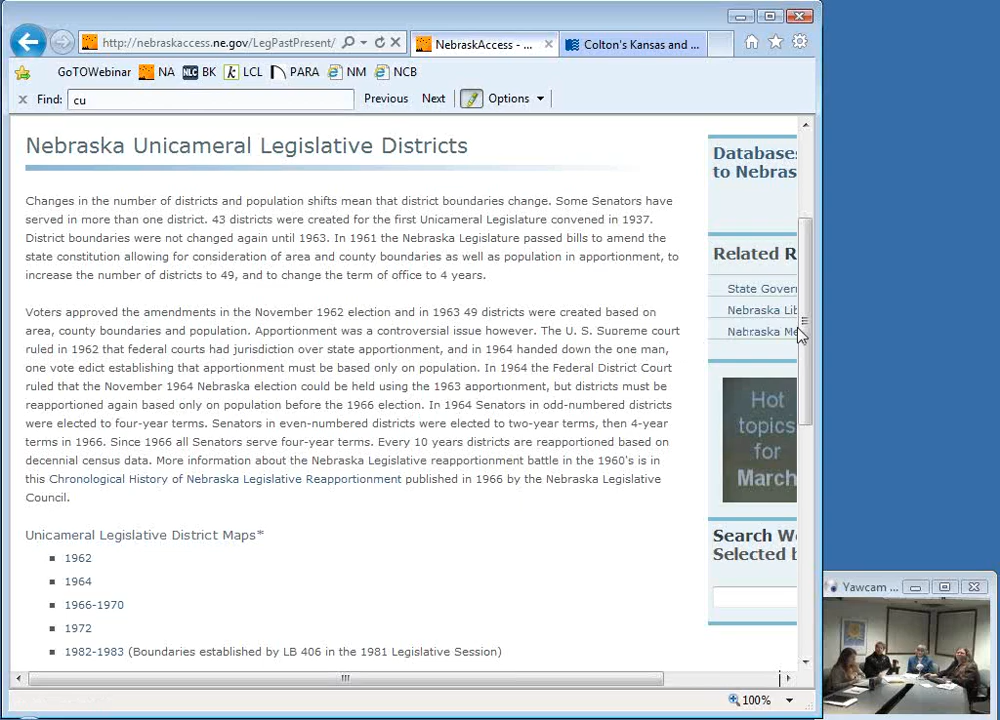 http://nebraskaccess.ne.gov/LegPastPresent/
NebraskAccess - ...
Colton's Kansas and ...
GoTOWebinar NA NLC BK k LCL PARA NM NCB
Find: cu Previous Next Options
Nebraska Unicameral Legislative Districts
Changes in the number of districts and population shifts mean that district boundaries change. Some Senators have
served in more than one district. 43 districts were created for the first Unicameral Legislature convened in 1937.
District boundaries were not changed again until 1963. In 1961 the Nebraska Legislature passed bills to amend the
state constitution allowing for consideration of area and county boundaries as well as population in apportionment, to
increase the number of districts to 49, and to change the term of office to 4 years.
Voters approved the amendments in the November 1962 election and in 1963 49 districts were created based on
area, county boundaries and population. Apportionment was a controversial issue however. The U. S. Supreme court
ruled in 1962 that federal courts had jurisdiction over state apportionment, and in 1964 handed down the one man,
one vote edict establishing that apportionment must be based only on population. In 1964 the Federal District Court
ruled that the November 1964 Nebraska election could be held using the 1963 apportionment, but districts must be
reapportioned again based only on population before the 1966 election. In 1964 Senators in odd-numbered districts
were elected to four-year terms. Senators in even-numbered districts were elected to two-year terms, then 4-year
terms in 1966. Since 1966 all Senators serve four-year terms. Every 10 years districts are reapportioned based on
decennial census data. More information about the Nebraska Legislative reapportionment battle in the 1960's is in
this Chronological History of Nebraska Legislative Reapportionment published in 1966 by the Nebraska Legislative
Council.
Unicameral Legislative District Maps*
1962
1964
1966-1970
1972
1982-1983 (Boundaries established by LB 406 in the 1981 Legislative Session)
Databases
to Nebras
Related R
State Govern
Nebraska Lib
Nebraska Me
Hot
topics
for
March
Search We
Selected b
100%
Yawcam ...